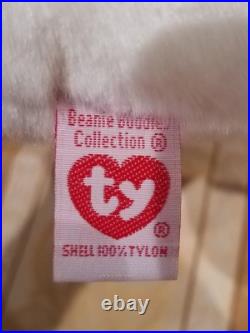 Beanie Buddies
Collection ®
ty
®
SHELL 100% TYLON